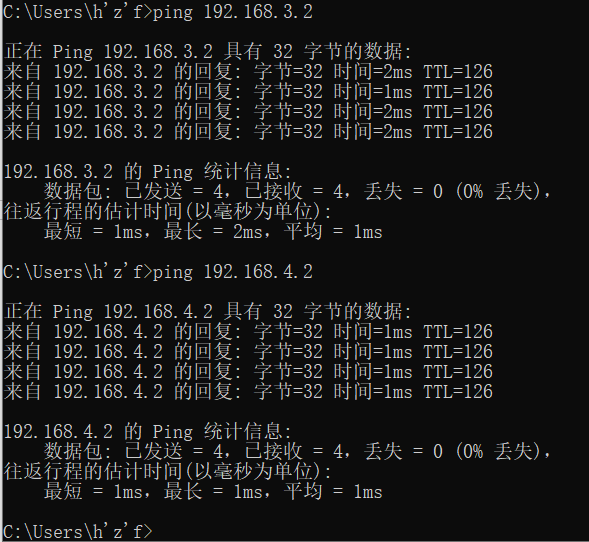 C:\Users\h'z'f>ping 192.168.3.2
正在 Ping 192.168.3.2 具有 32 字节的数据:
来自 192.168.3.2 的回复: 字节=32 时间=2ms TTL=126
来自 192.168.3.2 的回复: 字节=32 时间=1ms TTL=126
来自 192.168.3.2 的回复: 字节=32 时间=2ms TTL=126
来自 192.168.3.2 的回复: 字节=32 时间=2ms TTL=126
192.168.3.2 的 Ping 统计信息:
数据包: 已发送 = 4，已接收 = 4，丢失 = 0 (0% 丢失)，
往返行程的估计时间(以毫秒为单位):
最短 = 1ms，最长 = 2ms，平均 = 1ms
C:\Users\h'z'f>ping 192.168.4.2
正在 Ping 192.168.4.2 具有 32 字节的数据:
来自 192.168.4.2 的回复: 字节=32 时间=1ms TTL=126
来自 192.168.4.2 的回复: 字节=32 时间=1ms TTL=126
来自 192.168.4.2 的回复: 字节=32 时间=1ms TTL=126
来自 192.168.4.2 的回复: 字节=32 时间=1ms TTL=126
192.168.4.2 的 Ping 统计信息:
数据包: 已发送 = 4，已接收 = 4，丢失 = 0 (0% 丢失)，
往返行程的估计时间(以毫秒为单位):
最短 = 1ms，最长 = 1ms，平均 = 1ms
C:\Users\h'z'f>